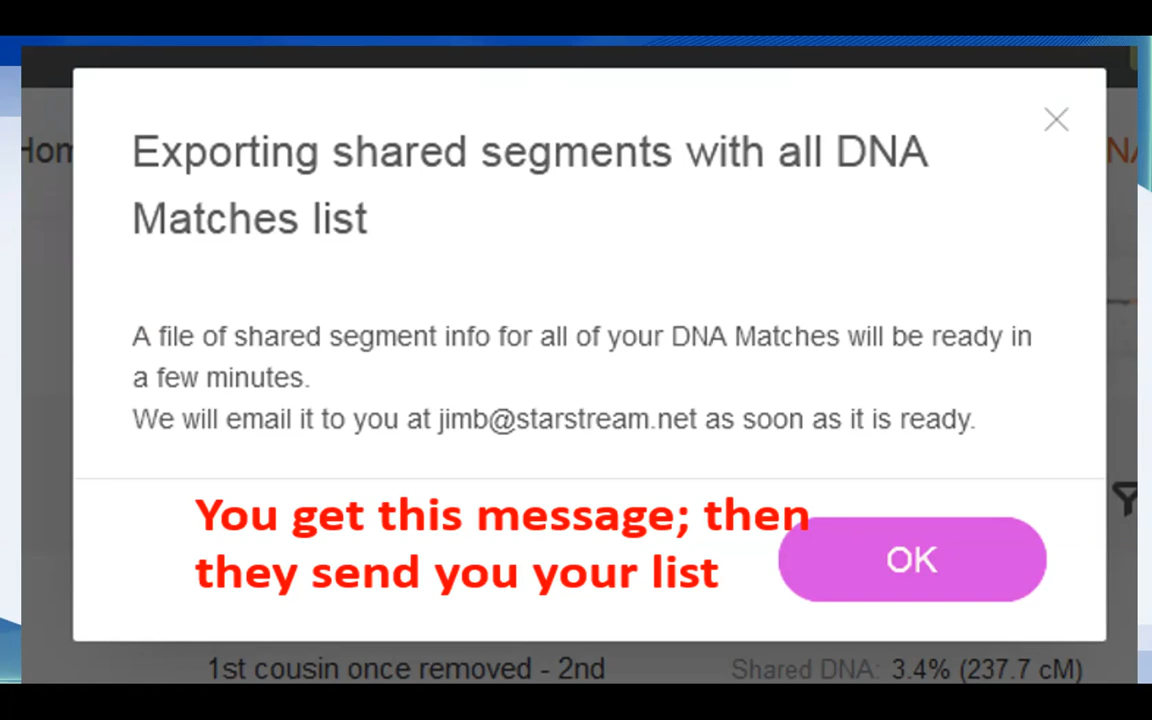 Exporting shared segments with all DNA
Matches list
A file of shared segment info for all of your DNA Matches will be ready in
a few minutes.
We will email it to you at jimb@starstream.net as soon as it is ready.
You get this message; then
they send you your list
OK
1st cousin once removed - 2nd
Shared DNA: 3.4% (237.7 cM)